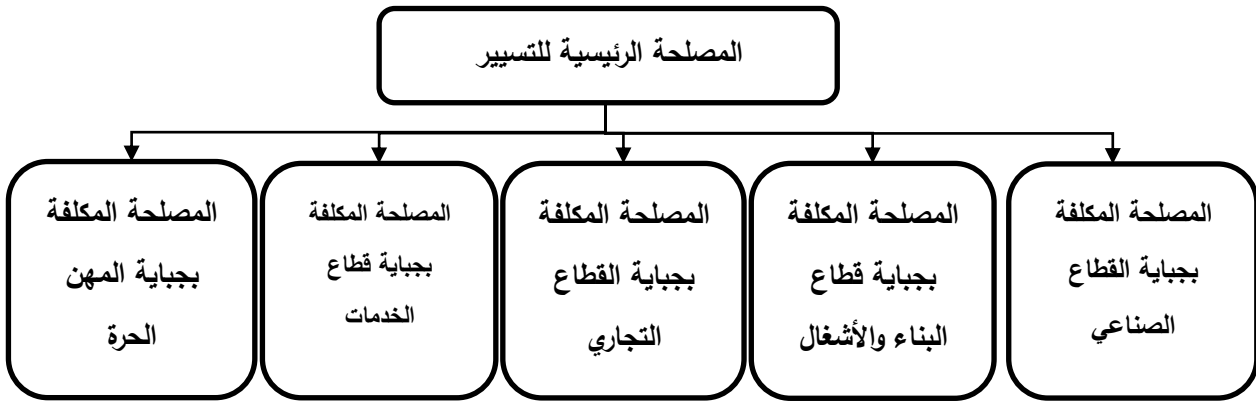 المصلحة الرئيسية للتسيير
المصلحة المكلفة
بجباية القطاع
الصناعي
المصلحة المكلفة
بجباية قطاع
البناء والأشغال
المصلحة المكلفة
بجباية القطاع
التجاري
المصلحة المكلفة
بجباية قطاع
الخدمات
المصلحة المكلفة
بجباية المهن
الحرة